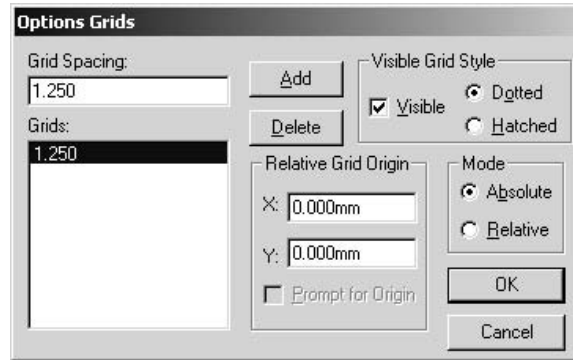 Options Grids
Grid Spacing:
1.250
Grids:
1.250
Add
Delete
Visible Grid Style
Visible
Dotted
Hatched
Relative Grid Origin
X: 0.000mm
Y: 0.000mm
Prompt for Origin
Mode
Absolute
Relative
OK
Cancel